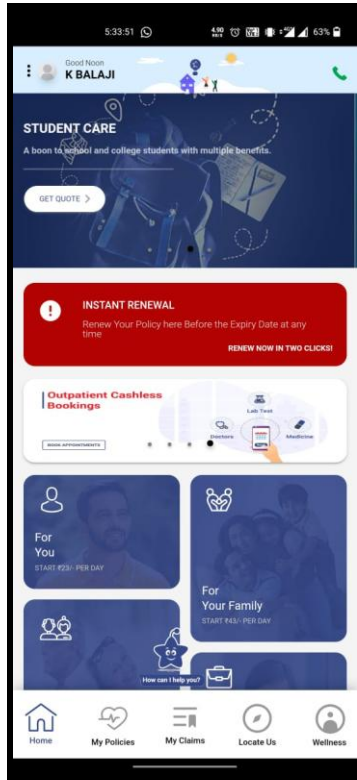 5:33:51
4.90
63%
Good Noon
K BALAJI
STUDENT CARE
A boon to school and college students with multiple benefits.
GET QUOTE >
INSTANT RENEWAL
Renew Your Policy here Before the Expiry Date at any
time
RENEW NOW IN TWO CLICKS!
Outpatient Cashless
Bookings
Lab Test
Doctors
Medicine
BOOK APPOINTMENTS
For
You
START ₹23/- PER DAY
For
Your Family
START ₹43/- PER DAY
How can I help you?
Home
My Policies
My Claims
Locate Us
Wellness